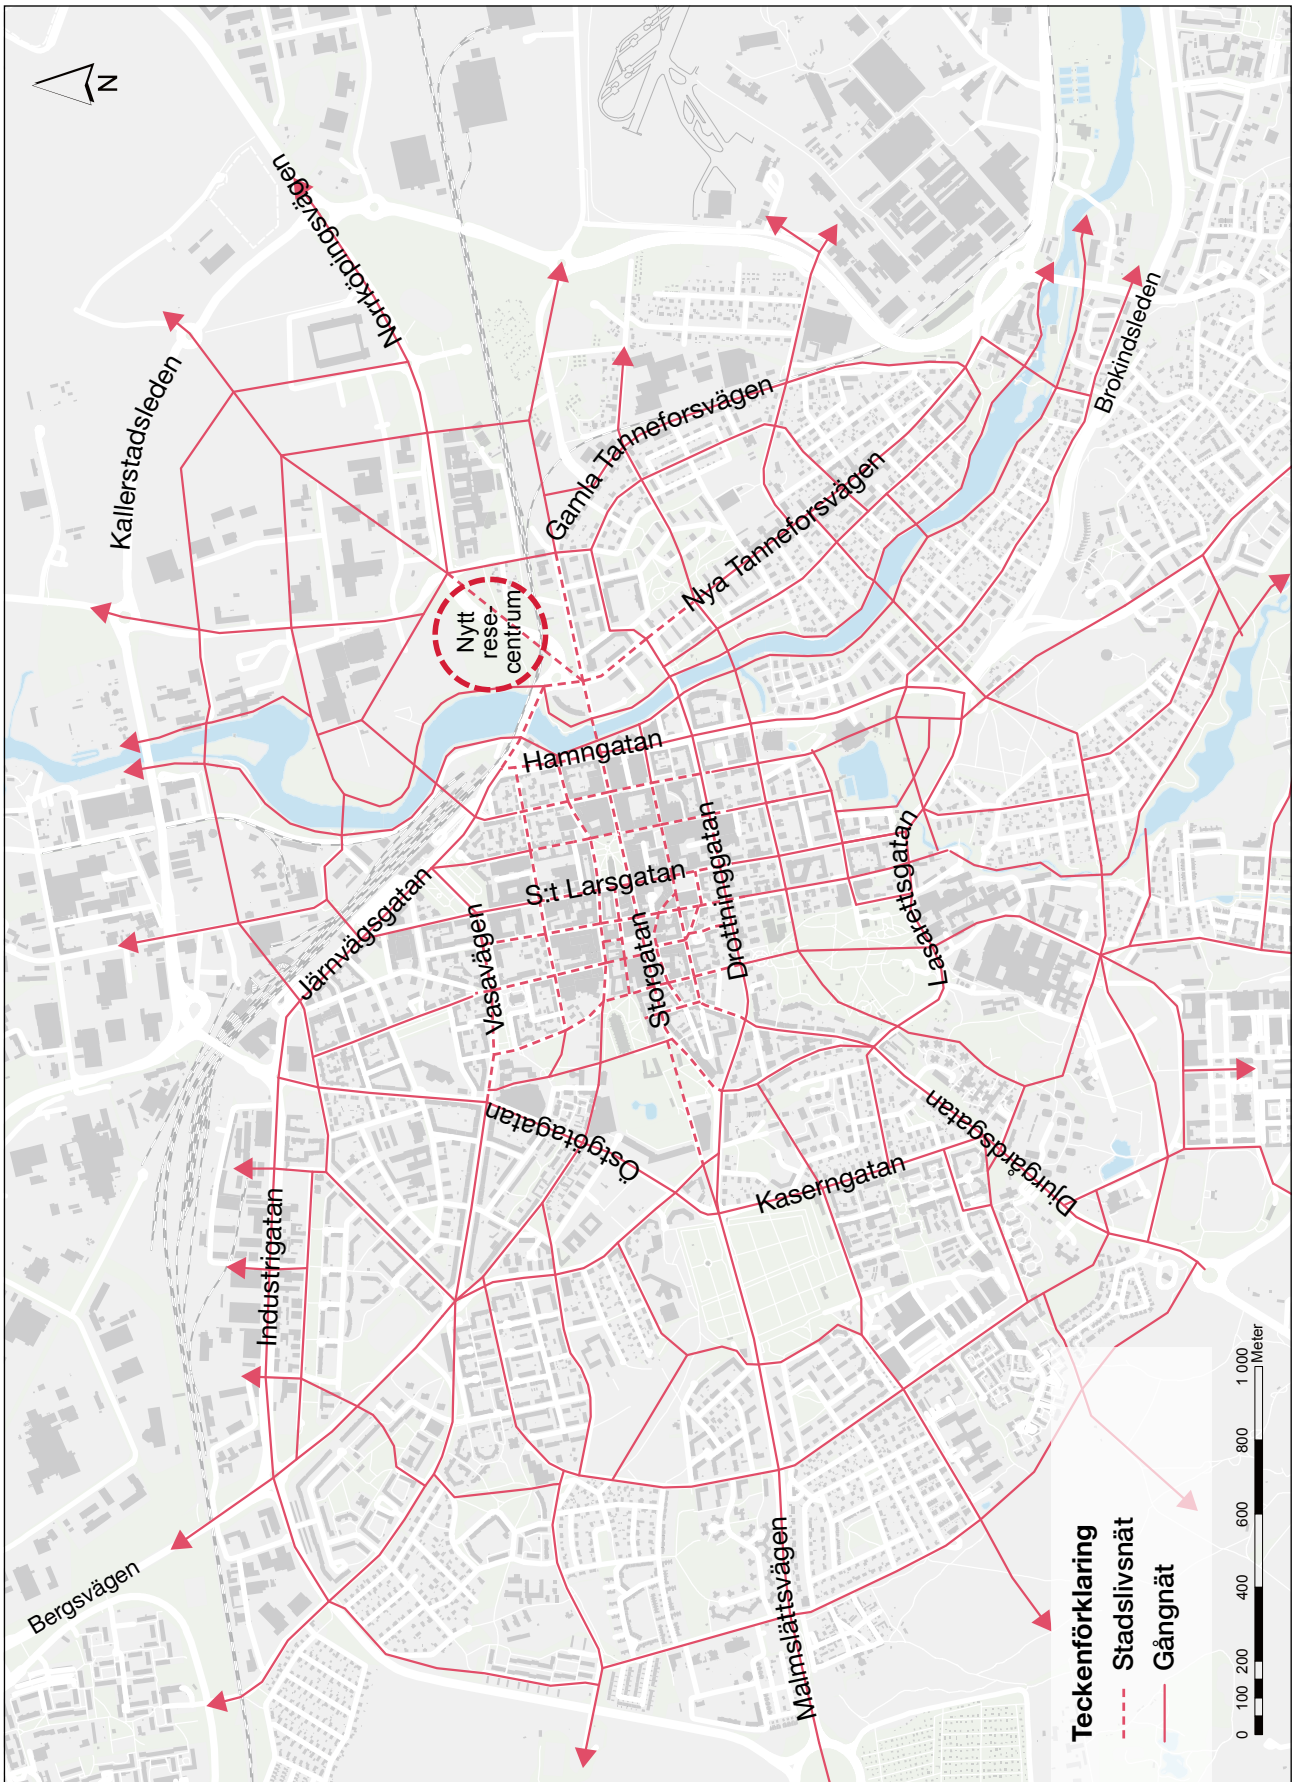 N
Norrköpingsvägen
Kallerstadsleden
Gamla Tanneforsvägen
Nya Tanneforsvägen
Brokindsleden
Nytt
rese-
centrum
Hamngatan
Järnvägsgatan
S:t Larsgatan
Drottninggatan
Lasarettsgatan
Vasavägen
Storgatan
Östgötagatan
Djurgårdsgatan
Kaserngatan
Industrigatan
Bergsvägen
Malmslättsvägen
Teckenförklaring
Stadslivsnät
Gångnät
0 100 200 400 600 800 1 000
Meter